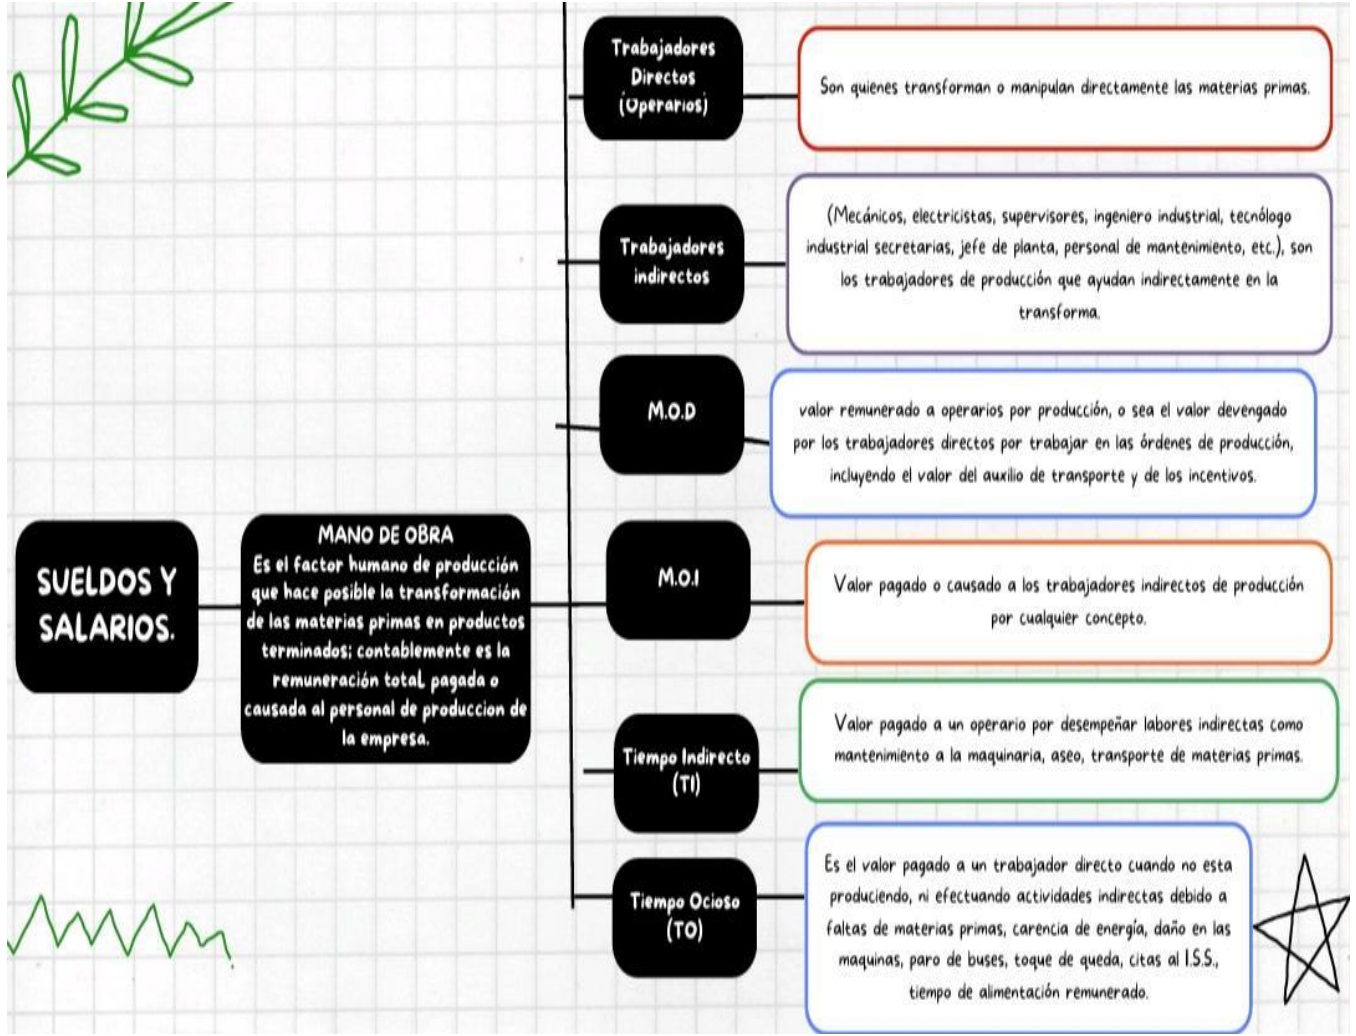 SUELDOS Y
SALARIOS.
MANO DE OBRA
Es el factor humano de producción
que hace posible la transformación
de las materias primas en productos
terminados; contablemente es la
remuneración total pagada o
causada al personal de produccion de
la empresa.
Trabajadores
Directos
(Operarios)
Son quienes transforman o manipulan directamente las materias primas.
Trabajadores
indirectos
(Mecánicos, electricistas, supervisores, ingeniero industrial, tecnólogo
industrial secretarias, jefe de planta, personal de mantenimiento, etc.), son
los trabajadores de producción que ayudan indirectamente en la
transforma.
M.O.D
valor remunerado a operarios por producción, o sea el valor devengado
por los trabajadores directos por trabajar en las órdenes de producción,
incluyendo el valor del auxilio de transporte y de los incentivos.
M.O.I
Valor pagado o causado a los trabajadores indirectos de producción
por cualquier concepto.
Tiempo Indirecto
(TI)
Valor pagado a un operario por desempeñar labores indirectas como
mantenimiento a la maquinaria, aseo, transporte de materias primas.
Tiempo Ocioso
(TO)
Es el valor pagado a un trabajador directo cuando no esta
produciendo, ni efectuando actividades indirectas debido a
faltas de materias primas, carencia de energía, daño en las
maquinas, paro de buses, toque de queda, citas al I.S.S.,
tiempo de alimentación remunerado.